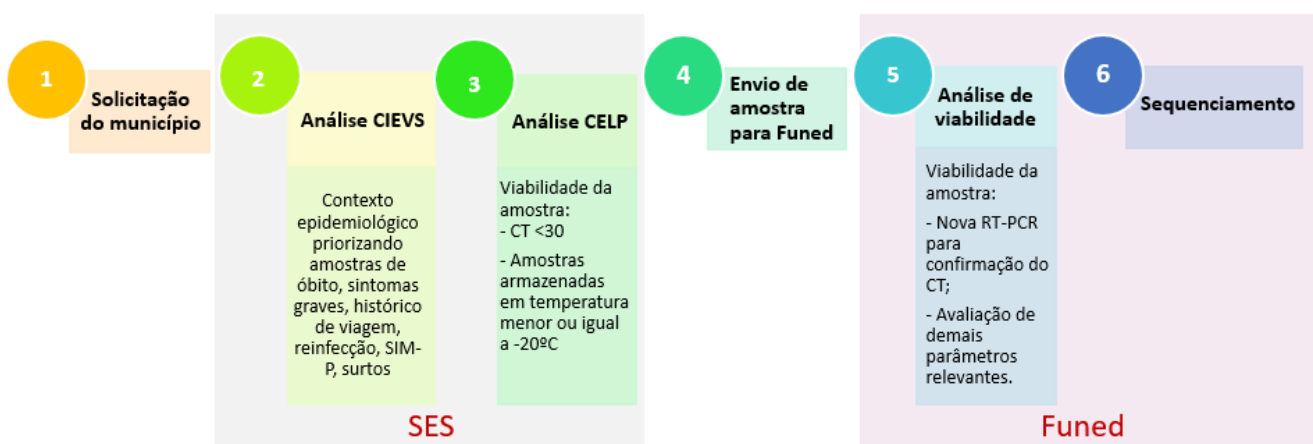 1
Solicitação
do município
2
Análise CIEVS
Contexto
epidemiológico
priorizando
amostras de
óbito, sintomas
graves, histórico
de viagem,
reinfecção, SIM-
P, surtos
3
Análise CELP
Viabilidade da
amostra:
- CT <30
- Amostras
armazenadas
em temperatura
menor ou igual
a -20ºC
SES
4
Envio de
amostra
para Funed
5
Análise de
viabilidade
Viabilidade da
amostra:
- Nova RT-PCR
para
confirmação do
CT;
- Avaliação de
demais
parâmetros
relevantes.
6
Sequenciamento
Funed